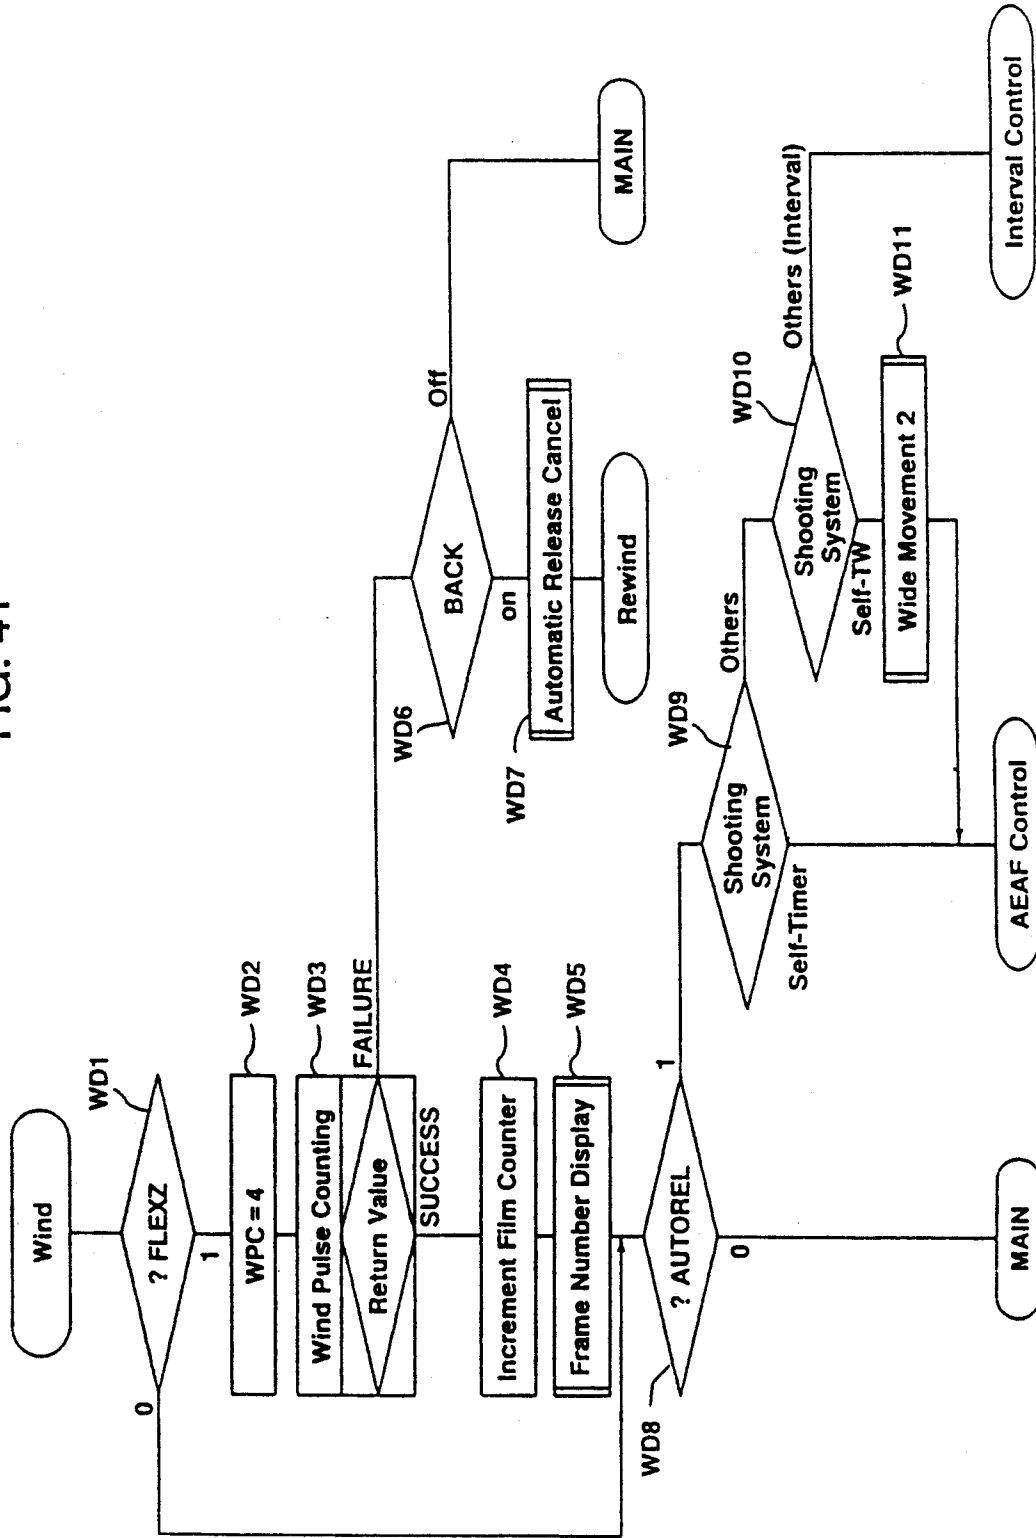 FIG. 41
Wind
WD1
? FLEXZ
0
1
WD2
WPC = 4
WD3
Wind Pulse Counting
Return Value
FAILURE
SUCCESS
WD4
Increment Film Counter
WD5
Frame Number Display
WD6
BACK
Off
on
MAIN
WD7
Automatic Release Cancel
Rewind
WD8
? AUTOREL
1
0
MAIN
WD9
Shooting
System
Others
Self-Timer
AEAF Control
WD10
Shooting
System
Others (Interval)
Self-TW
WD11
Wide Movement 2
Interval Control